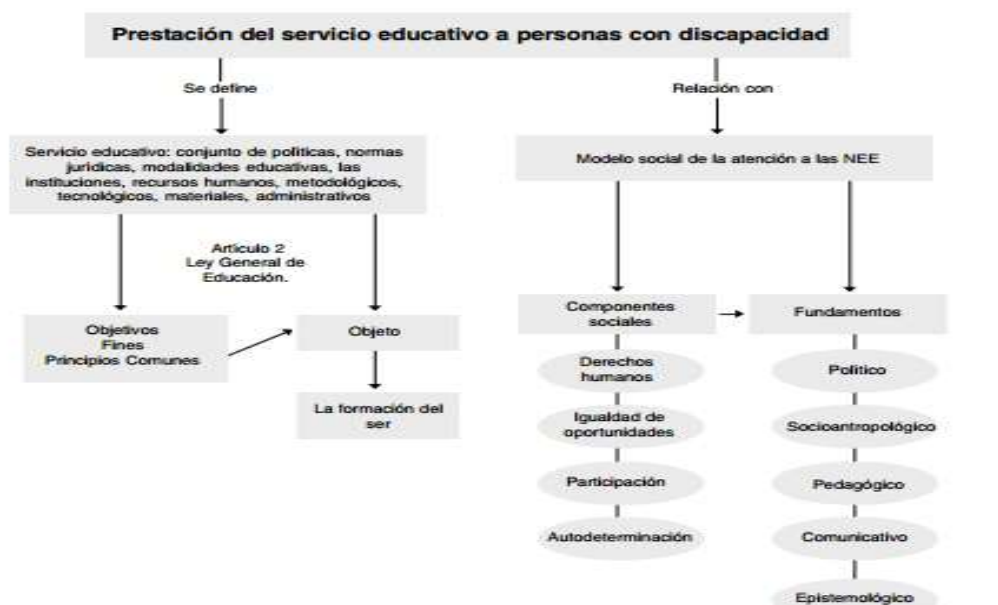 Prestación del servicio educativo a personas con discapacidad
Se define
Relación con
Servicio educativo: conjunto de políticas, normas
jurídicas, modalidades educativas, las
instituciones, recursos humanos, metodológicos,
tecnológicos, materiales, administrativos
Modelo social de la atención a las NEE
Artículo 2
Ley General de
Educación.
Objetivos
Fines
Principios Comunes
Objeto
La formación del
ser
Componentes
sociales
Fundamentos
Derechos
humanos
Igualdad de
oportunidades
Participación
Autodeterminación
Político
Socioantropológico
Pedagógico
Comunicativo
Epistemológico